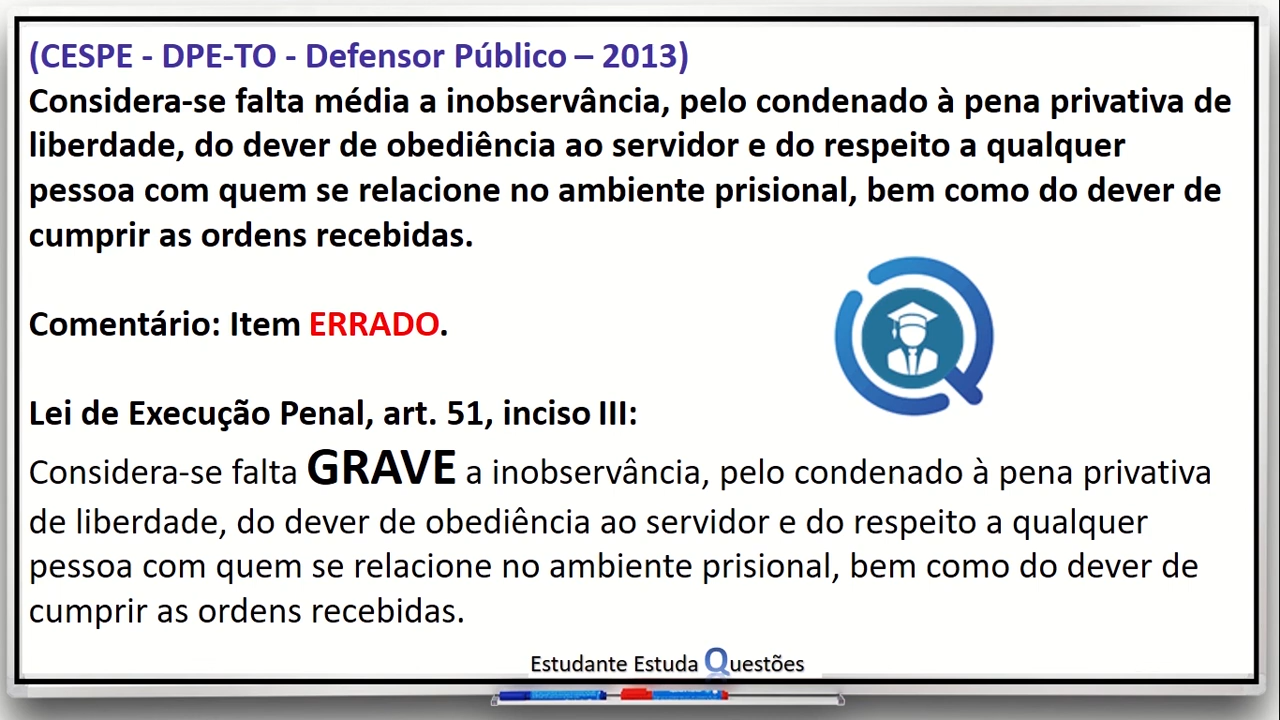 (CESPE - DPE-TO - Defensor Público – 2013)
Considera-se falta média a inobservância, pelo condenado à pena privativa de
liberdade, do dever de obediência ao servidor e do respeito a qualquer
pessoa com quem se relacione no ambiente prisional, bem como do dever de
cumprir as ordens recebidas.
Comentário: Item ERRADO.
Lei de Execução Penal, art. 51, inciso III:
Considera-se falta GRAVE a inobservância, pelo condenado à pena privativa
de liberdade, do dever de obediência ao servidor e do respeito a qualquer
pessoa com quem se relacione no ambiente prisional, bem como do dever de
cumprir as ordens recebidas.
Estudante Estuda Questões